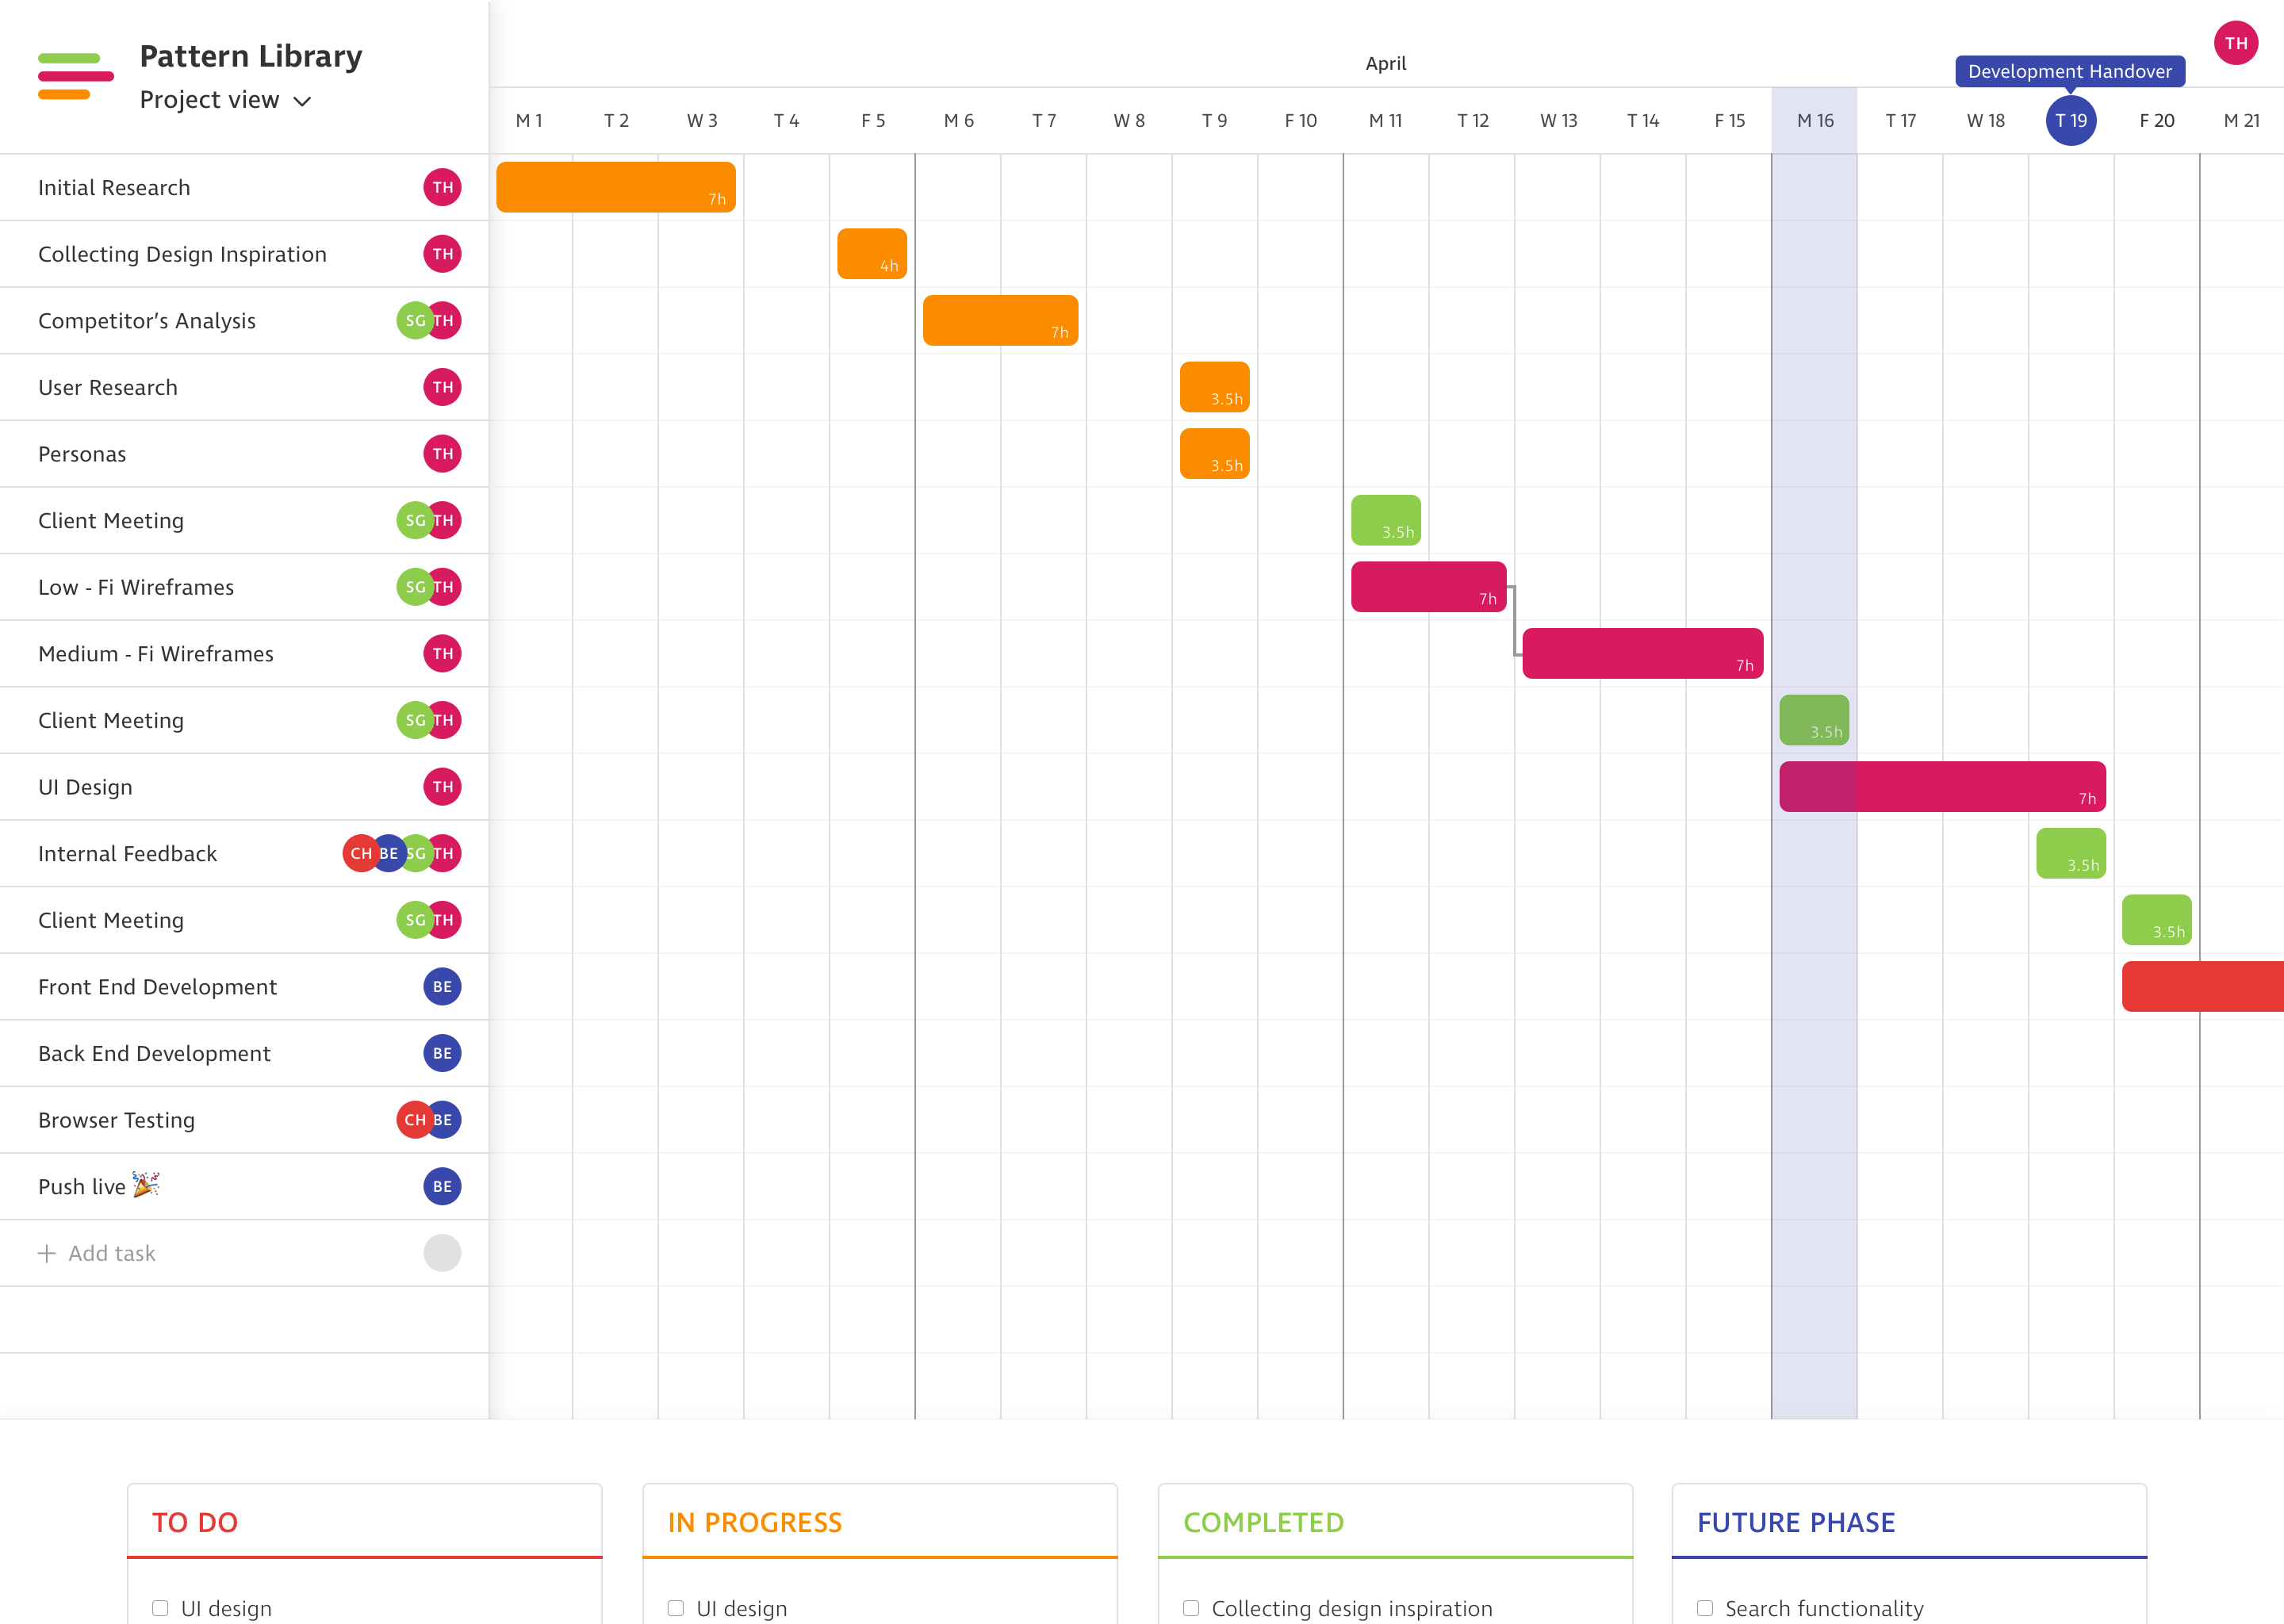 Pattern Library
Project view
April
TH
Development Handover
M 1 T 2 W 3 T 4 F 5 M 6 T 7 W 8 T 9 F 10 M 11 T 12 W 13 T 14 F 15 M 16 T 17 W 18 T 19 F 20 M 21
Initial Research TH 7h
Collecting Design Inspiration TH 4h
Competitor’s Analysis SG TH 7h
User Research TH 3.5h
Personas TH 3.5h
Client Meeting SG TH 3.5h
Low - Fi Wireframes SG TH 7h
Medium - Fi Wireframes TH 7h
Client Meeting SG TH 3.5h
UI Design TH 7h
Internal Feedback CH BE SG TH 3.5h
Client Meeting SG TH 3.5h
Front End Development BE
Back End Development BE
Browser Testing CH BE
Push live 🎉 BE
+ Add task
TO DO
UI design
IN PROGRESS
UI design
COMPLETED
Collecting design inspiration
FUTURE PHASE
Search functionality